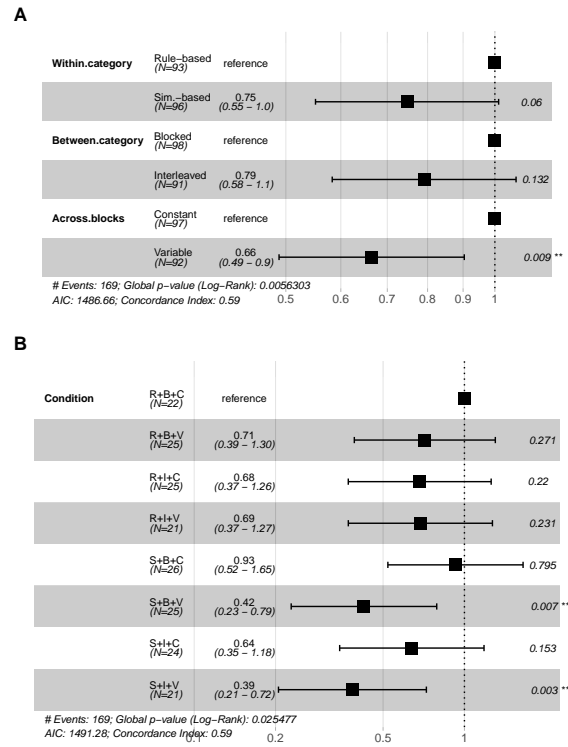 A
Within.category Rule−based (N=93) reference
Sim.−based (N=96) 0.75 (0.55 − 1.0) 0.06
Between.category Blocked (N=98) reference
Interleaved (N=91) 0.79 (0.58 − 1.1) 0.132
Across.blocks Constant (N=97) reference
Variable (N=92) 0.66 (0.49 − 0.9) 0.009 **
# Events: 169; Global p−value (Log−Rank): 0.0056303
AIC: 1486.66; Concordance Index: 0.59
0.5 0.6 0.7 0.8 0.9 1
B
Condition R+B+C (N=22) reference
R+B+V (N=25) 0.71 (0.39 − 1.30) 0.271
R+I+C (N=25) 0.68 (0.37 − 1.26) 0.22
R+I+V (N=21) 0.69 (0.37 − 1.27) 0.231
S+B+C (N=26) 0.93 (0.52 − 1.65) 0.795
S+B+V (N=25) 0.42 (0.23 − 0.79) 0.007 **
S+I+C (N=24) 0.64 (0.35 − 1.18) 0.153
S+I+V (N=21) 0.39 (0.21 − 0.72) 0.003 **
# Events: 169; Global p−value (Log−Rank): 0.025477
AIC: 1491.28; Concordance Index: 0.59
0.1 0.2 0.5 1